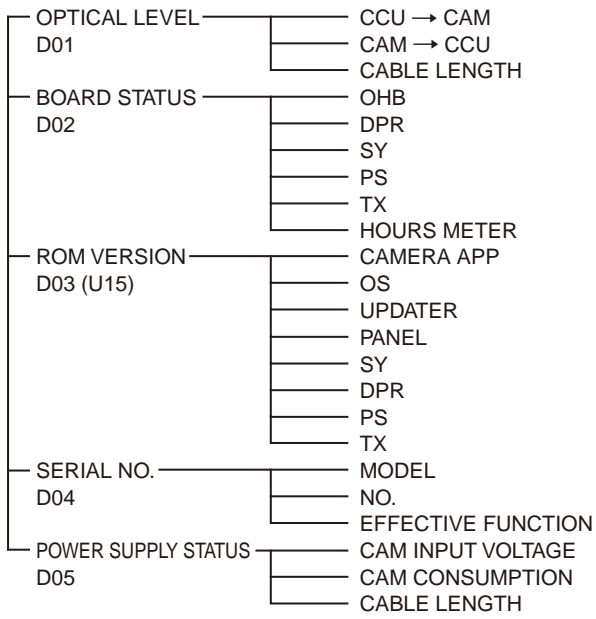 OPTICAL LEVEL
D01
CCU → CAM
CAM → CCU
CABLE LENGTH
BOARD STATUS
D02
OHB
DPR
SY
PS
TX
HOURS METER
ROM VERSION
D03 (U15)
CAMERA APP
OS
UPDATER
PANEL
SY
DPR
PS
TX
SERIAL NO.
D04
MODEL
NO.
EFFECTIVE FUNCTION
POWER SUPPLY STATUS
D05
CAM INPUT VOLTAGE
CAM CONSUMPTION
CABLE LENGTH